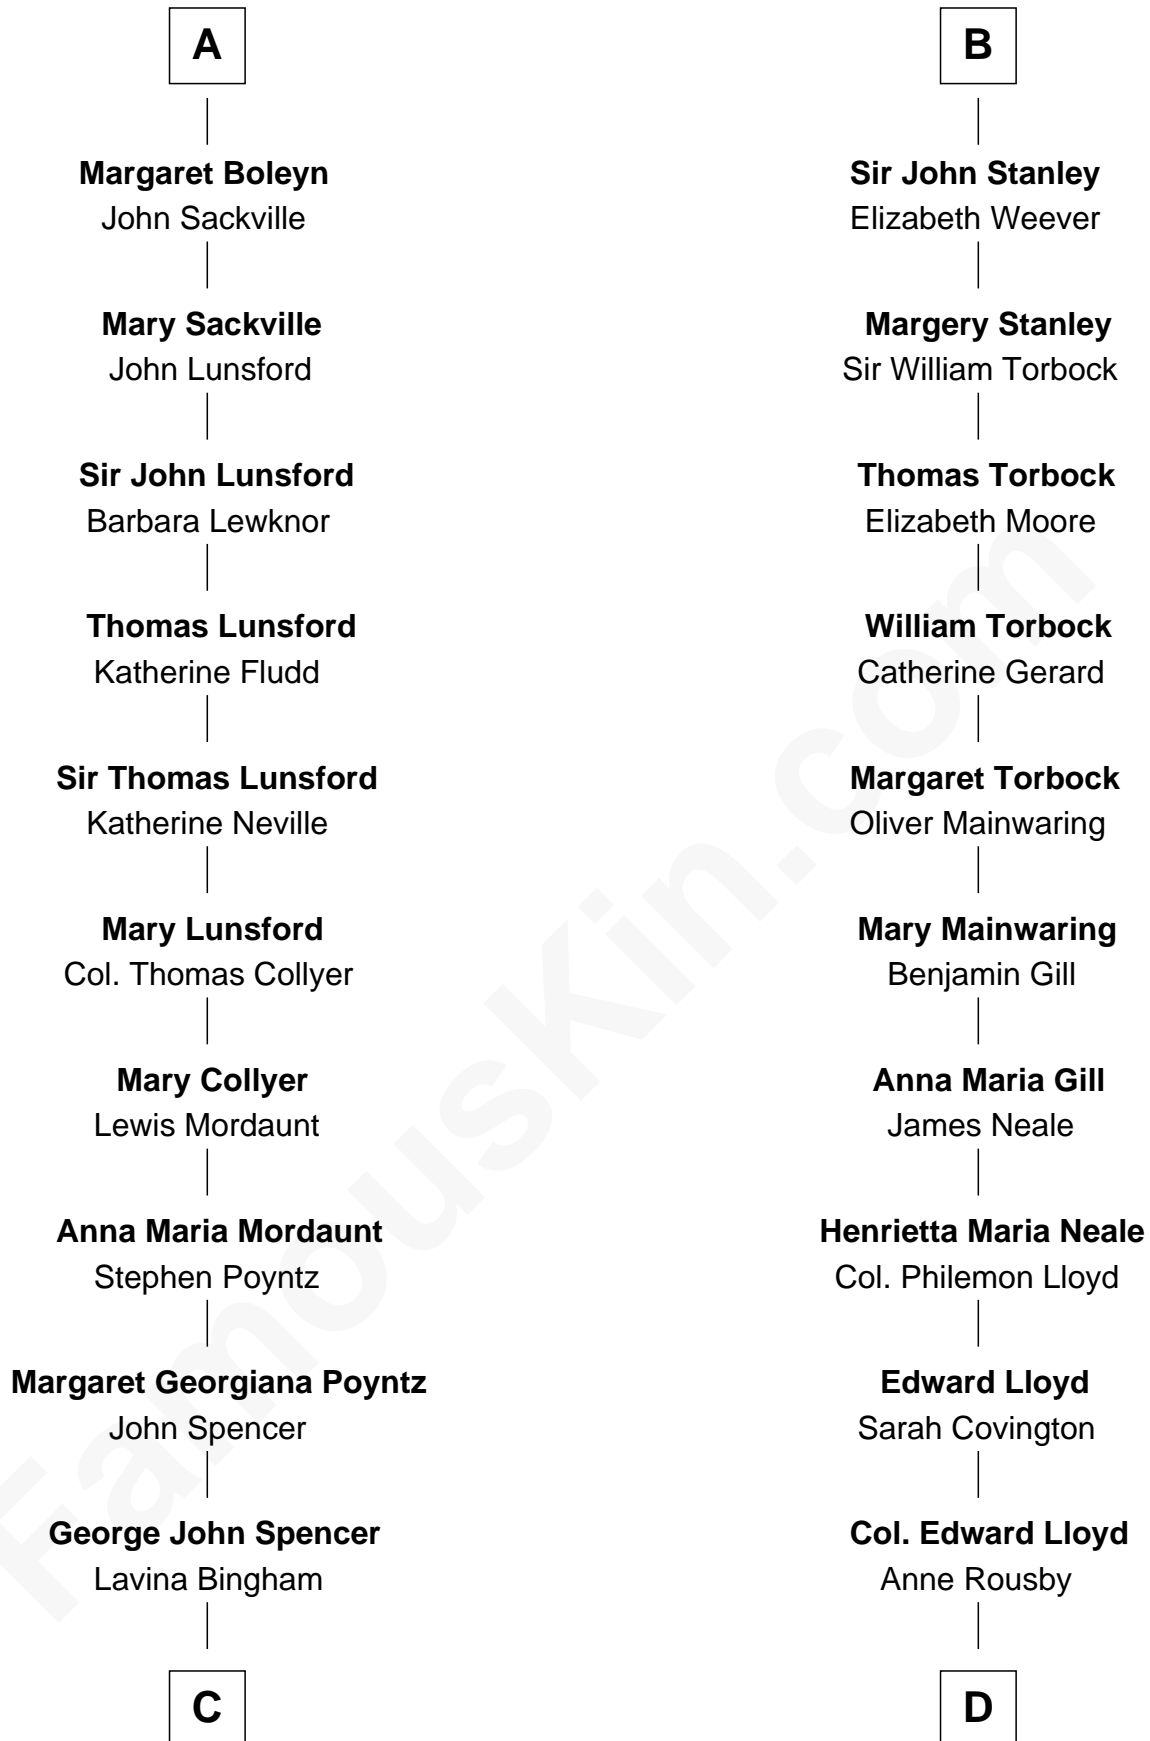 A
Margaret Boleyn
John Sackville
Mary Sackville
John Lunsford
Sir John Lunsford
Barbara Lewknor
Thomas Lunsford
Katherine Fludd
Sir Thomas Lunsford
Katherine Neville
Mary Lunsford
Col. Thomas Collyer
Mary Collyer
Lewis Mordaunt
Anna Maria Mordaunt
Stephen Poyntz
Margaret Georgiana Poyntz
John Spencer
George John Spencer
Lavina Bingham
C
B
Sir John Stanley
Elizabeth Weever
Margery Stanley
Sir William Torbock
Thomas Torbock
Elizabeth Moore
William Torbock
Catherine Gerard
Margaret Torbock
Oliver Mainwaring
Mary Mainwaring
Benjamin Gill
Anna Maria Gill
James Neale
Henrietta Maria Neale
Col. Philemon Lloyd
Edward Lloyd
Sarah Covington
Col. Edward Lloyd
Anne Rousby
D
FamousKin.com